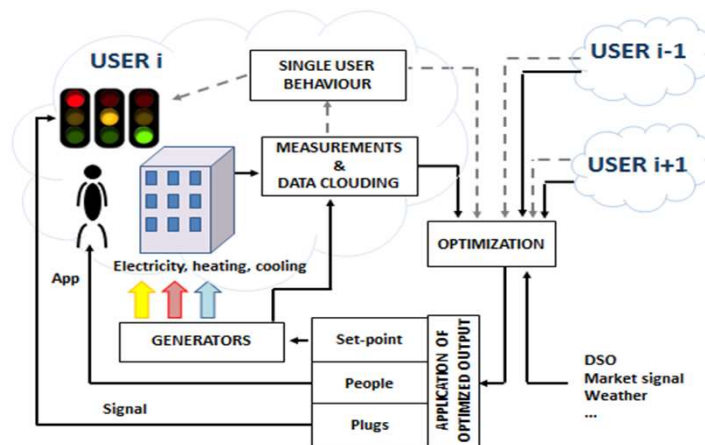 USER i
SINGLE USER
BEHAVIOUR
USER i-1
USER i+1
MEASUREMENTS
&
DATA CLOUDING
OPTIMIZATION
Electricity, heating, cooling
App
GENERATORS
Set-point
People
Plugs
APPLICATION OF
OPTIMIZED OUTPUT
Signal
DSO
Market signal
Weather
...